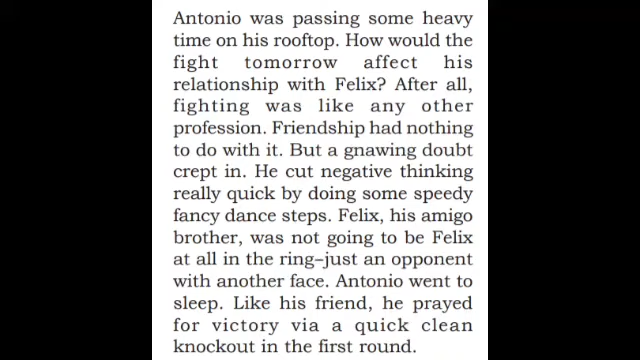 Antonio was passing some heavy
time on his rooftop. How would the
fight tomorrow affect his
relationship with Felix? After all,
fighting was like any other
profession. Friendship had nothing
to do with it. But a gnawing doubt
crept in. He cut negative thinking
really quick by doing some speedy
fancy dance steps. Felix, his amigo
brother, was not going to be Felix
at all in the ring–just an opponent
with another face. Antonio went to
sleep. Like his friend, he prayed
for victory via a quick clean
knockout in the first round.